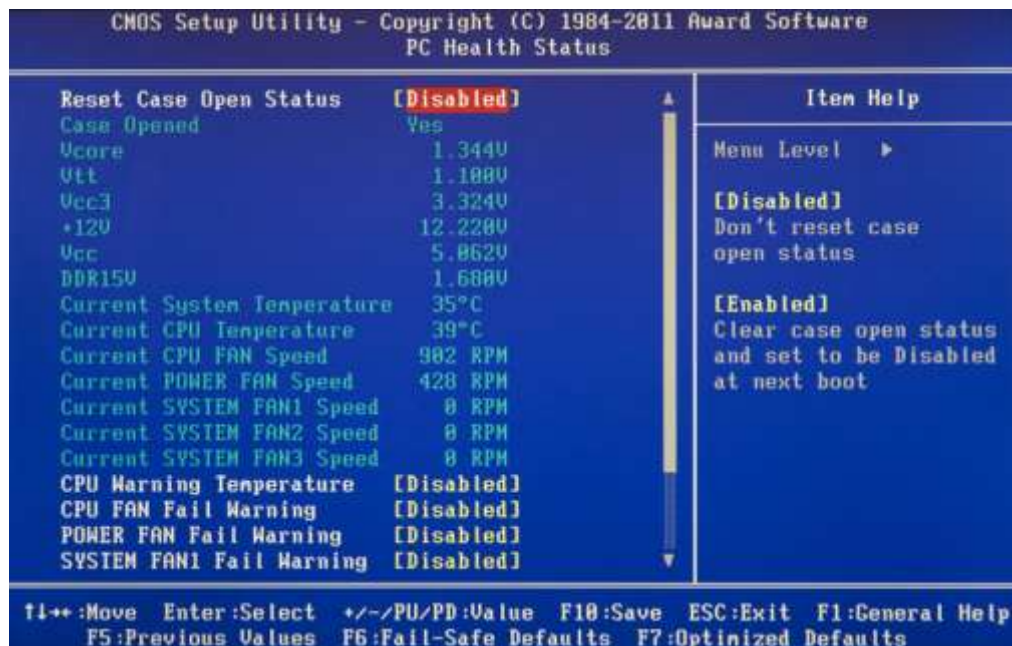 CMOS Setup Utility - Copyright (C) 1984-2011 Award Software
PC Health Status
Reset Case Open Status [Disabled]
Case Opened Yes
Vcore 1.344V
Vtt 1.100V
Vcc3 3.324V
+12V 12.220V
Vcc 5.062V
DDR15V 1.680V
Current System Temperature 35°C
Current CPU Temperature 39°C
Current CPU FAN Speed 902 RPM
Current POWER FAN Speed 428 RPM
Current SYSTEM FAN1 Speed 0 RPM
Current SYSTEM FAN2 Speed 0 RPM
Current SYSTEM FAN3 Speed 0 RPM
CPU Warning Temperature [Disabled]
CPU FAN Fail Warning [Disabled]
POWER FAN Fail Warning [Disabled]
SYSTEM FAN1 Fail Warning [Disabled]
Item Help
Menu Level ▶
[Disabled]
Don't reset case
open status
[Enabled]
Clear case open status
and set to be Disabled
at next boot
↑↓→←:Move Enter:Select +/-/PU/PD:Value F10:Save ESC:Exit F1:General Help
F5:Previous Values F6:Fail-Safe Defaults F7:Optimized Defaults